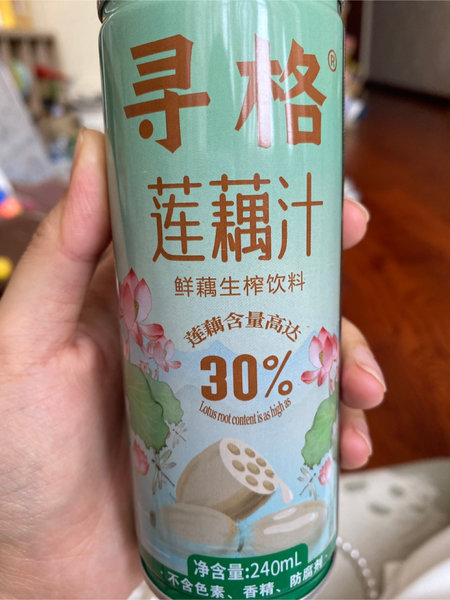 寻格®
莲藕汁
鲜藕生榨饮料
莲藕含量高达
30%
Lotus root content is as high as
净含量:240mL
不含色素、香精、防腐剂